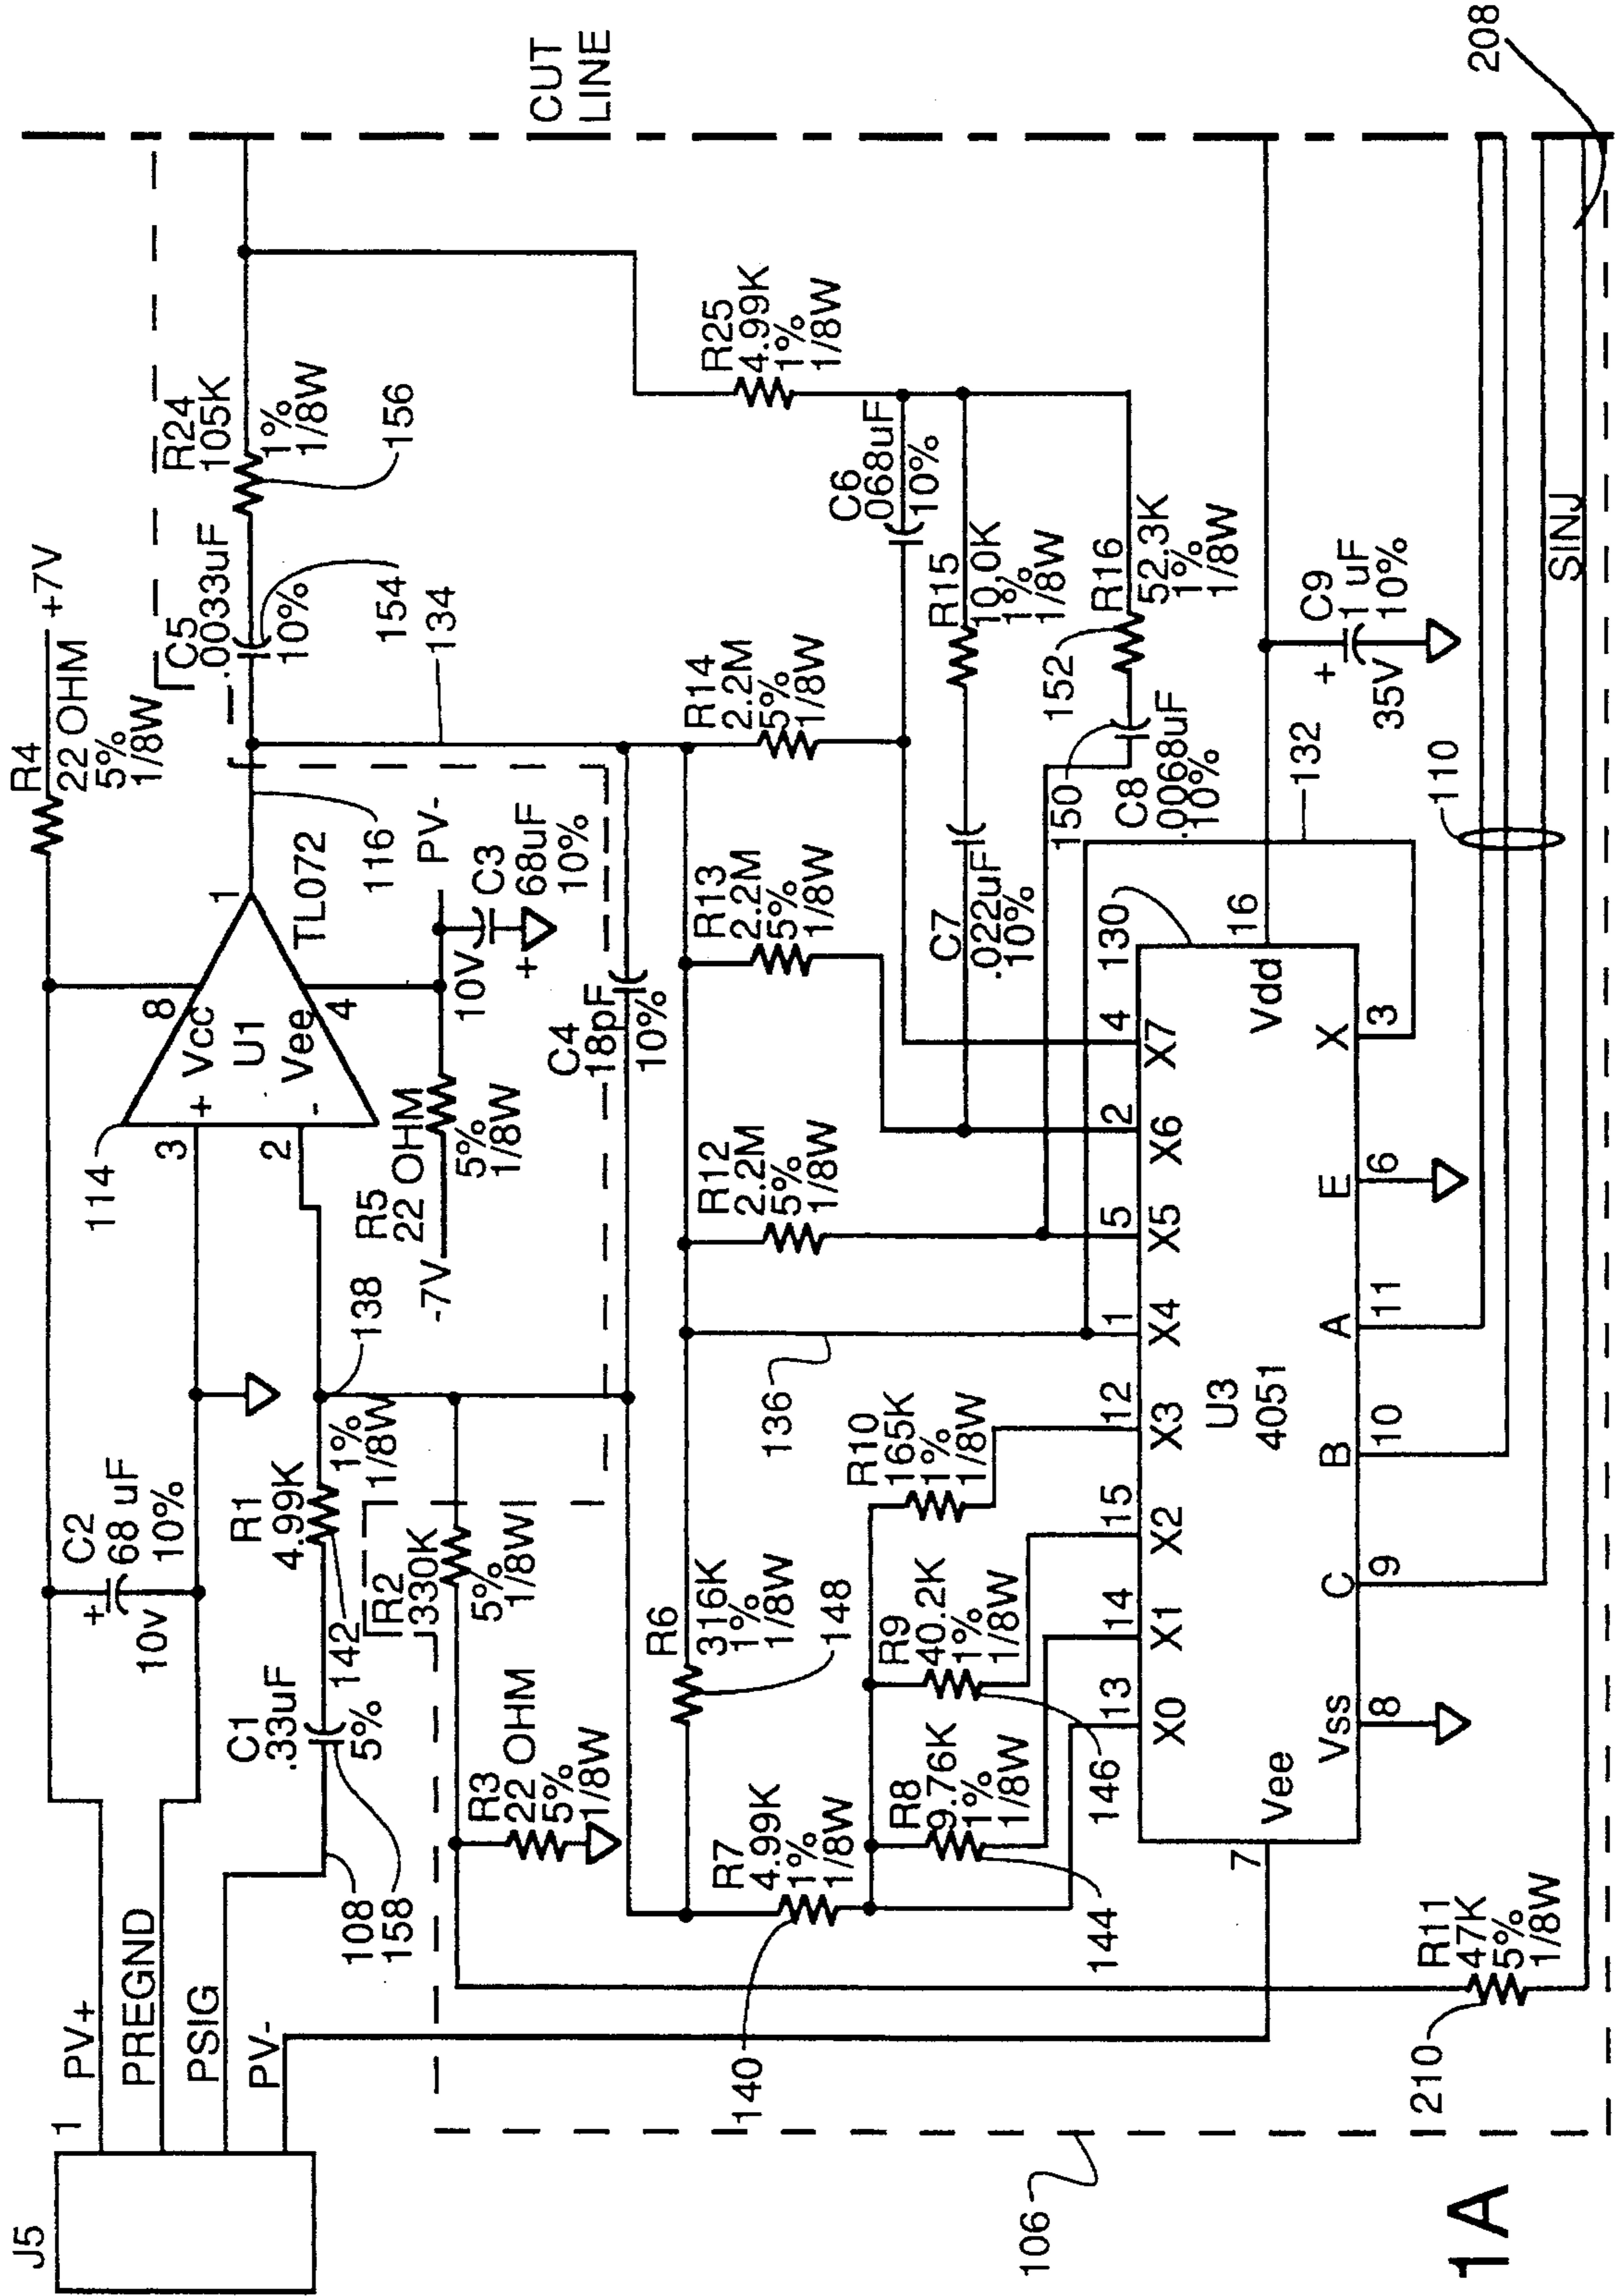 J5
1
PV+
PREGND
PSIG
PV-
C2
68 uF
10%
+
10v
R4
22 OHM
5%
1/8W
+7V
114
3
2
+
-
8
Vcc
U1
Vee
4
1
TL072
116
C5
.0033uF
10%
154
134
R24
105K
1%
1/8W
156
CUT
LINE
C1
.33uF
5%
108
158
R1
4.99K
1%
1/8W
142
138
R5
22 OHM
5%
1/8W
-7V
PV-
10V
C3
68uF
10%
+
R2
330K
5%
1/8W
R3
22 OHM
5%
1/8W
C4
18pF
10%
R6
316K
1%
1/8W
148
R7
4.99K
1%
1/8W
140
R8
9.76K
1%
1/8W
144
R9
40.2K
1%
1/8W
146
R10
165K
1%
1/8W
136
R12
2.2M
5%
1/8W
R13
2.2M
5%
1/8W
R14
2.2M
5%
1/8W
R25
4.99K
1%
1/8W
C6
.068uF
10%
R15
10.0K
1%
1/8W
C7
.022uF
10%
R16
52.3K
1%
1/8W
152
150
C8
.0068uF
10%
130
132
13
14
15
12
1
5
2
4
X0
X1
X2
X3
X4
X5
X6
X7
U3
4051
Vee
7
Vdd
16
Vss
8
C
9
B
10
A
11
E
6
X
3
C9
1 uF
10%
+
35V
110
SINJ
208
R11
47K
5%
1/8W
210
106
1A